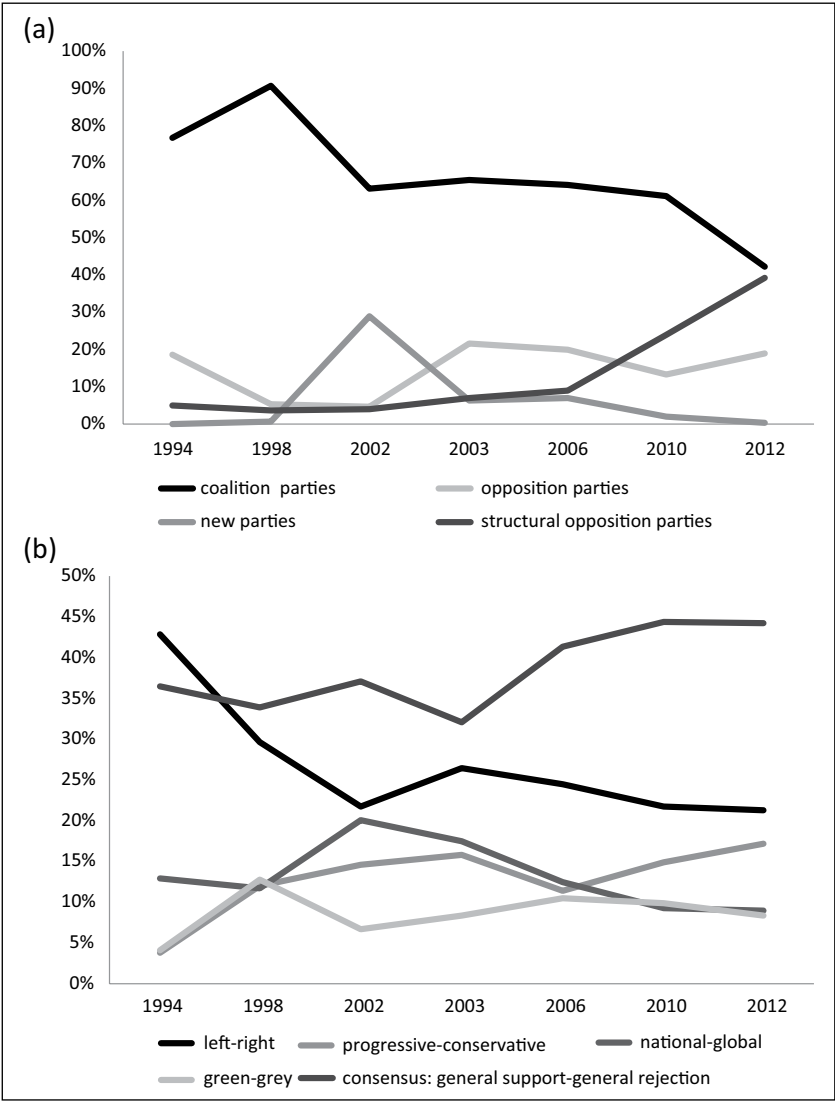 (a)
100%
90%
80%
70%
60%
50%
40%
30%
20%
10%
0%
1994 1998 2002 2003 2006 2010 2012
coalition parties opposition parties
new parties structural opposition parties
(b)
50%
45%
40%
35%
30%
25%
20%
15%
10%
5%
0%
1994 1998 2002 2003 2006 2010 2012
left-right progressive-conservative national-global
green-grey consensus: general support-general rejection